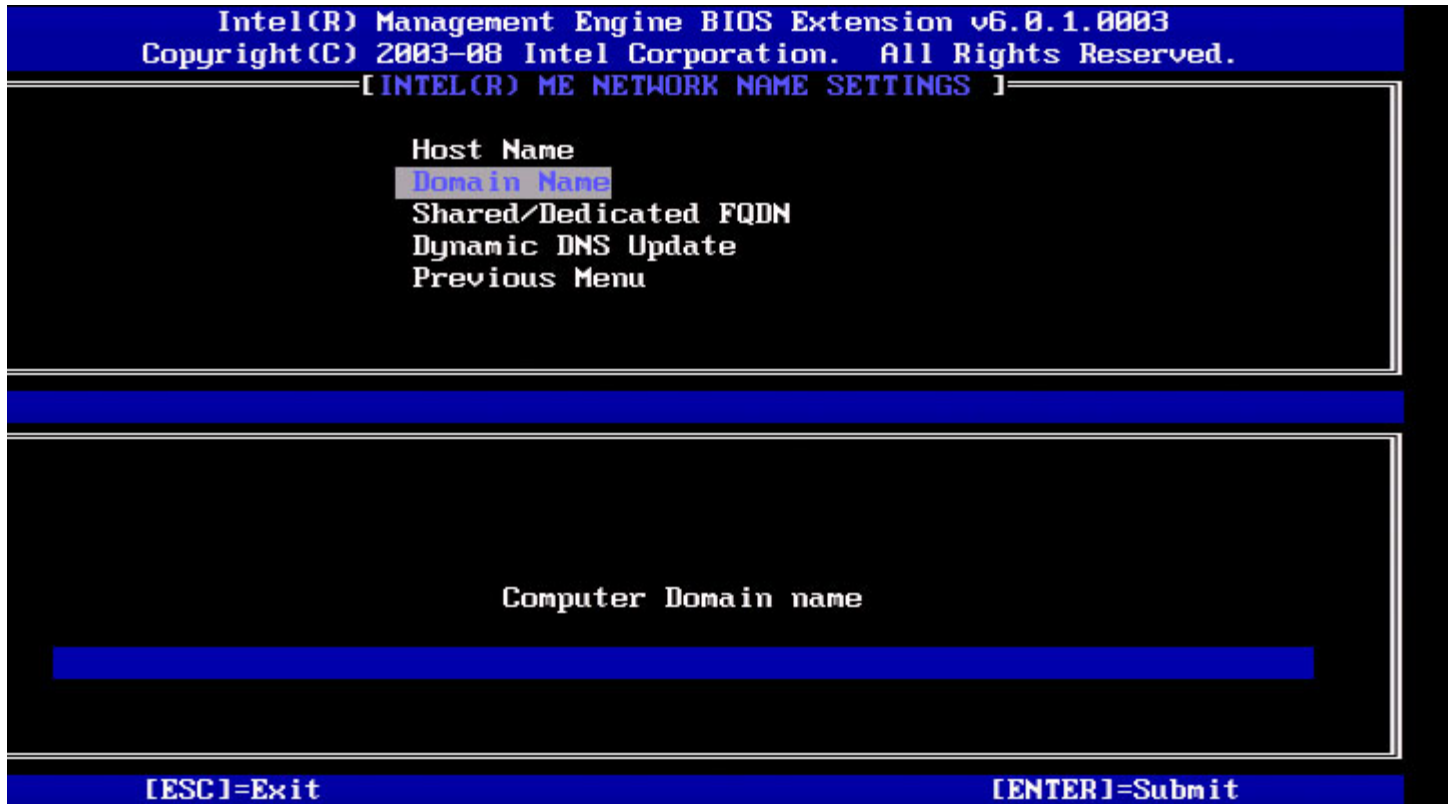 Intel(R) Management Engine BIOS Extension v6.0.1.0003
Copyright(C) 2003-08 Intel Corporation. All Rights Reserved.
[INTEL(R) ME NETWORK NAME SETTINGS ]
Host Name
Domain Name
Shared/Dedicated FQDN
Dynamic DNS Update
Previous Menu
Computer Domain name
[ESC]=Exit [ENTER]=Submit